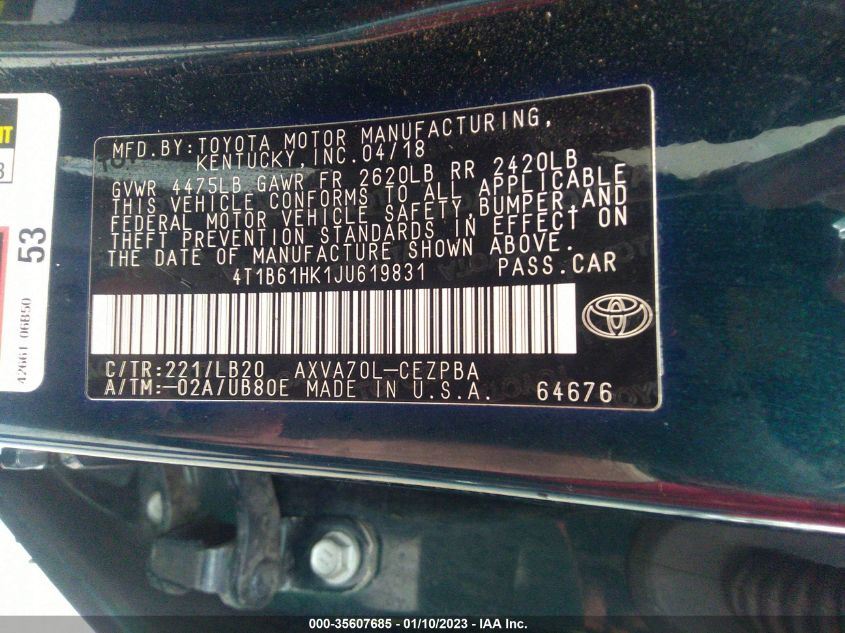 MFD.BY:TOYOTA MOTOR MANUFACTURING,
KENTUCKY,INC.04/18
GVWR 4475LB GAWR FR 2620LB RR 2420LB
THIS VEHICLE CONFORMS TO ALL APPLICABLE
FEDERAL MOTOR VEHICLE SAFETY,BUMPER,AND
THEFT PREVENTION STANDARDS IN EFFECT ON
THE DATE OF MANUFACTURE SHOWN ABOVE.
4T1B61HK1JU619831 PASS.CAR
C/TR:221/LB20 AXVA70L-CEZPBA
A/TM:-02A/UB80E MADE IN U.S.A. 64676
53
42661 06B50
000-35607685 - 01/10/2023 - IAA Inc.